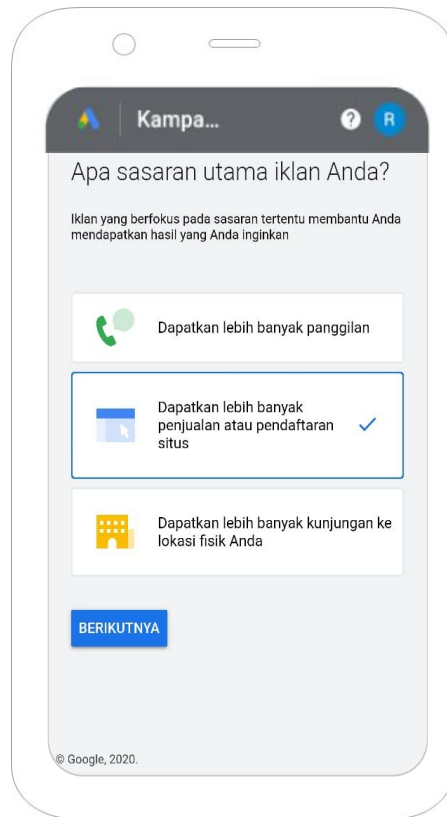 Kampa...
?
R
Apa sasaran utama iklan Anda?
Iklan yang berfokus pada sasaran tertentu membantu Anda
mendapatkan hasil yang Anda inginkan
Dapatkan lebih banyak panggilan
Dapatkan lebih banyak
penjualan atau pendaftaran
situs
Dapatkan lebih banyak kunjungan ke
lokasi fisik Anda
BERIKUTNYA
© Google, 2020.